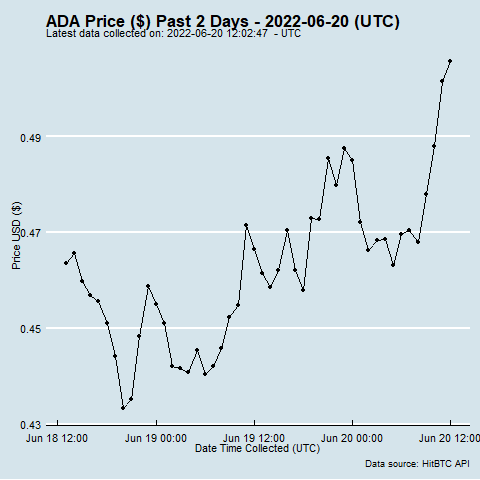 ADA Price ($) Past 2 Days - 2022-06-20 (UTC)
Latest data collected on: 2022-06-20 12:02:47 - UTC
0.49
0.47
0.45
0.43
Price USD ($)
Jun 18 12:00 Jun 19 00:00 Jun 19 12:00 Jun 20 00:00 Jun 20 12:00
Date Time Collected (UTC)
Data source: HitBTC API